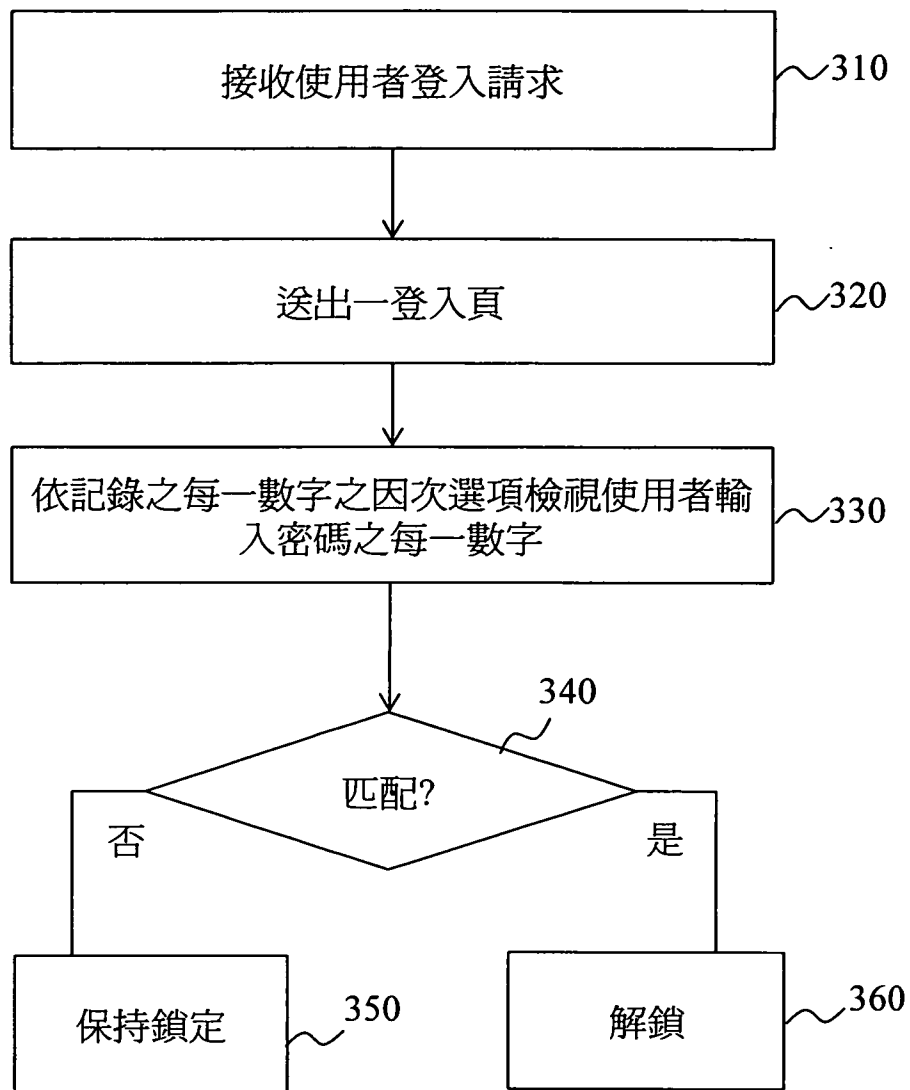 接收使用者登入請求
310
送出一登入頁
320
依記錄之每一數字之因次選項檢視使用者輸
入密碼之每一數字
330
340
匹配?
否
是
保持鎖定
350
解鎖
360